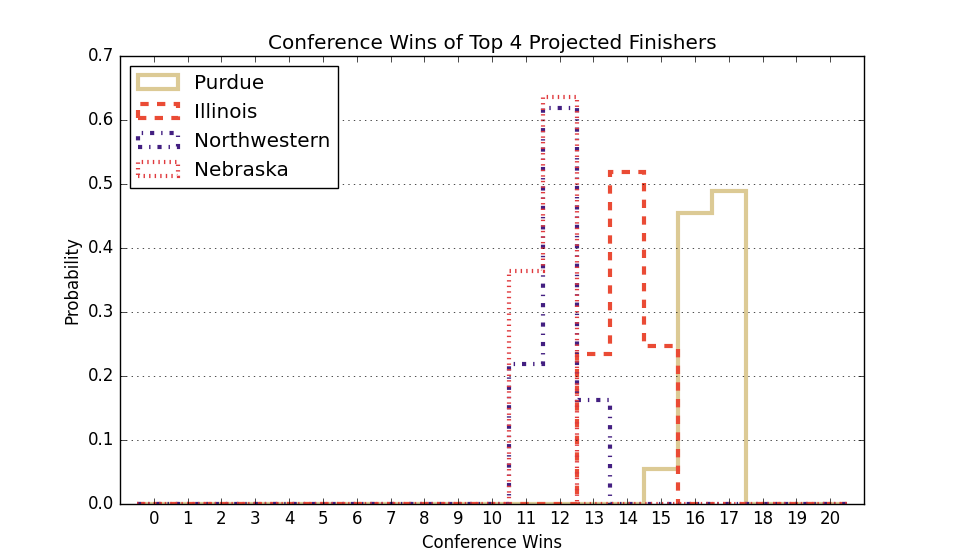 Conference Wins of Top 4 Projected Finishers
0.7
0.6
0.5
0.4
0.3
0.2
0.1
0.0
Probability
Purdue
Illinois
Northwestern
Nebraska
0 1 2 3 4 5 6 7 8 9 10 11 12 13 14 15 16 17 18 19 20
Conference Wins